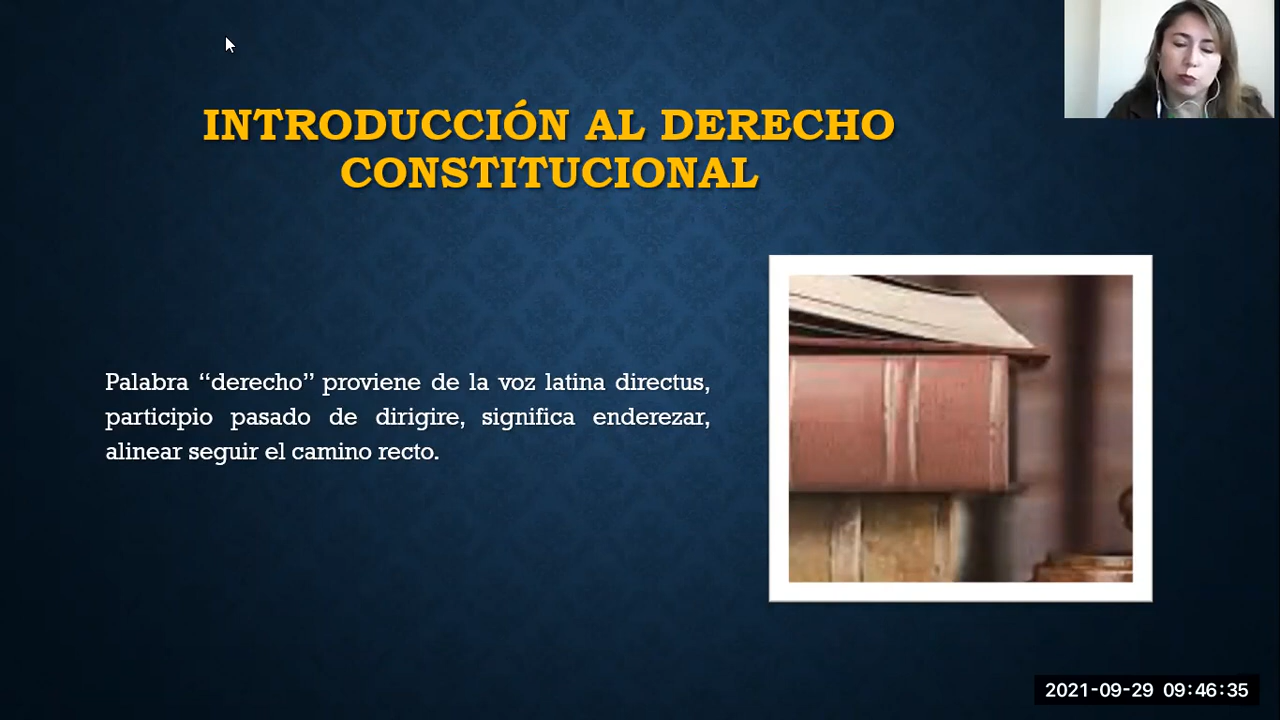 INTRODUCCIÓN AL DERECHO
CONSTITUCIONAL
Palabra “derecho” proviene de la voz latina directus,
participio pasado de dirigire, significa enderezar,
alinear seguir el camino recto.
2021-09-29 09:46:35